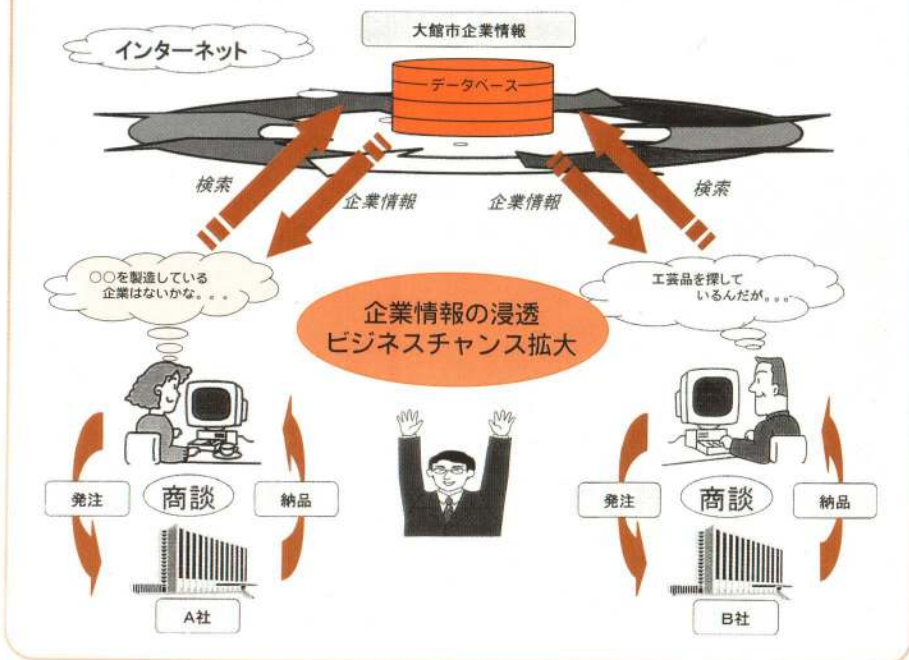 大館市企業情報
インターネット
データベース
検索
企業情報
企業情報
検索
○○を製造している
企業はないかな。。。
工芸品を探して
いるんだが。。。
企業情報の浸透
ビジネスチャンス拡大
発注
商談
納品
A社
発注
商談
納品
B社